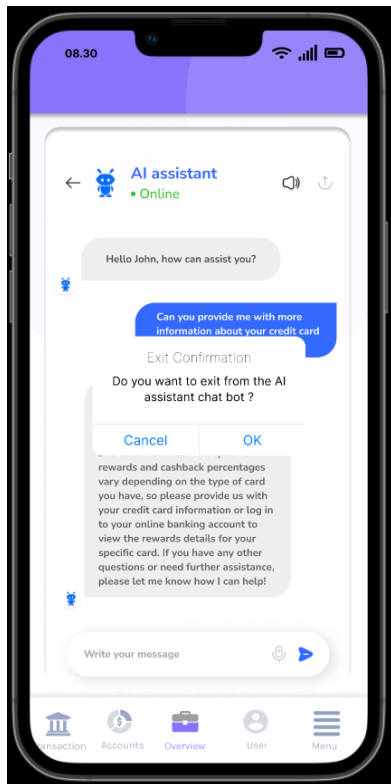 08.30
AI assistant
• Online
Hello John, how can assist you?
Can you provide me with more
information about your credit card
Exit Confirmation
Do you want to exit from the AI
assistant chat bot ?
Cancel OK
rewards and cashback percentages
vary depending on the type of card
you have, so please provide us with
your credit card information or log in
to your online banking account to
view the rewards details for your
specific card. If you have any other
questions or need further assistance,
please let me know how I can help!
Write your message
ransaction Accounts Overview User Menu